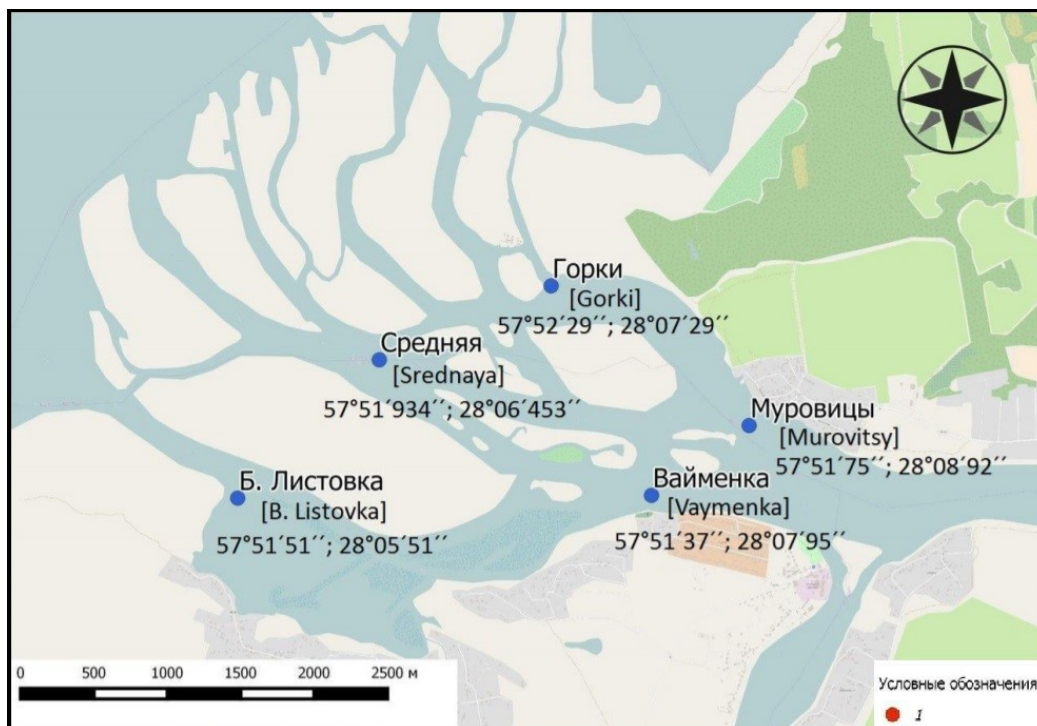 Горки
[Gorki]
57°52´29´´; 28°07´29´´
Средняя
[Srednaya]
57°51´934´´; 28°06´453´´
Муровицы
[Murovitsy]
57°51´75´´; 28°08´92´´
Б. Листовка
[B. Listovka]
57°51´51´´; 28°05´51´´
Вайменка
[Vaymenka]
57°51´37´´; 28°07´95´´
0 500 1000 1500 2000 2500 м
Условные обозначения
1